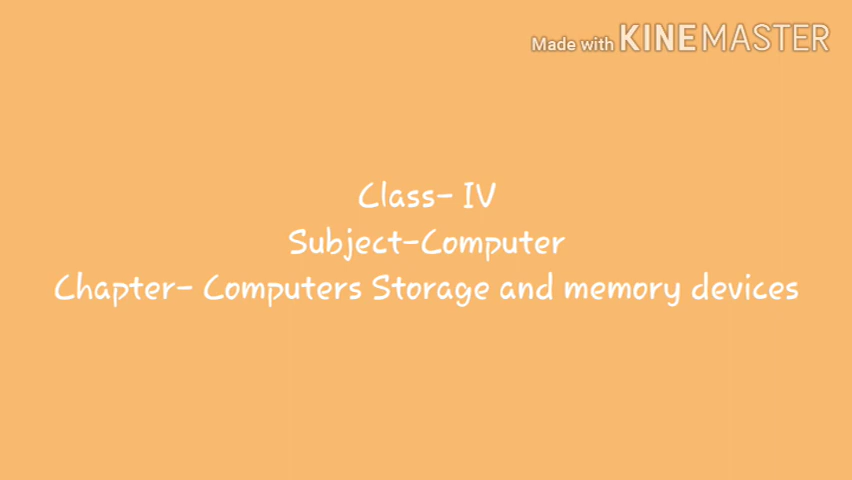 Made with KINEMASTER
Class- IV
Subject-Computer
Chapter- Computers Storage and memory devices